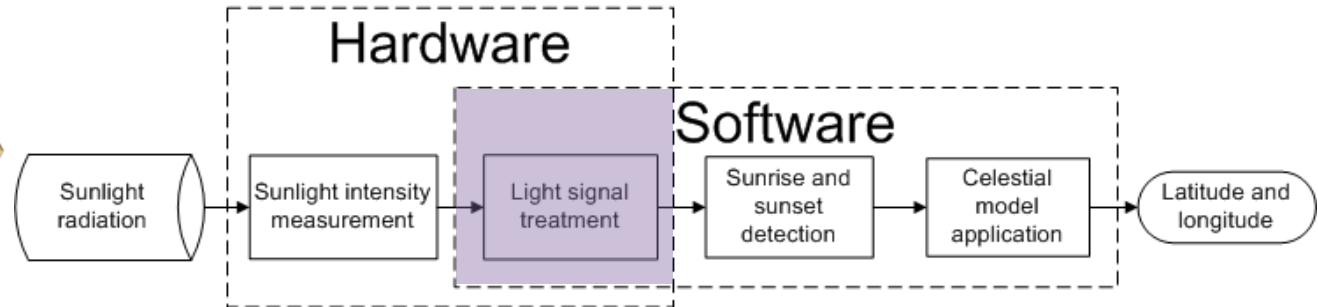 Hardware
Software
Sunlight
radiation
Sunlight intensity
measurement
Light signal
treatment
Sunrise and
sunset
detection
Celestial
model
application
Latitude and
longitude